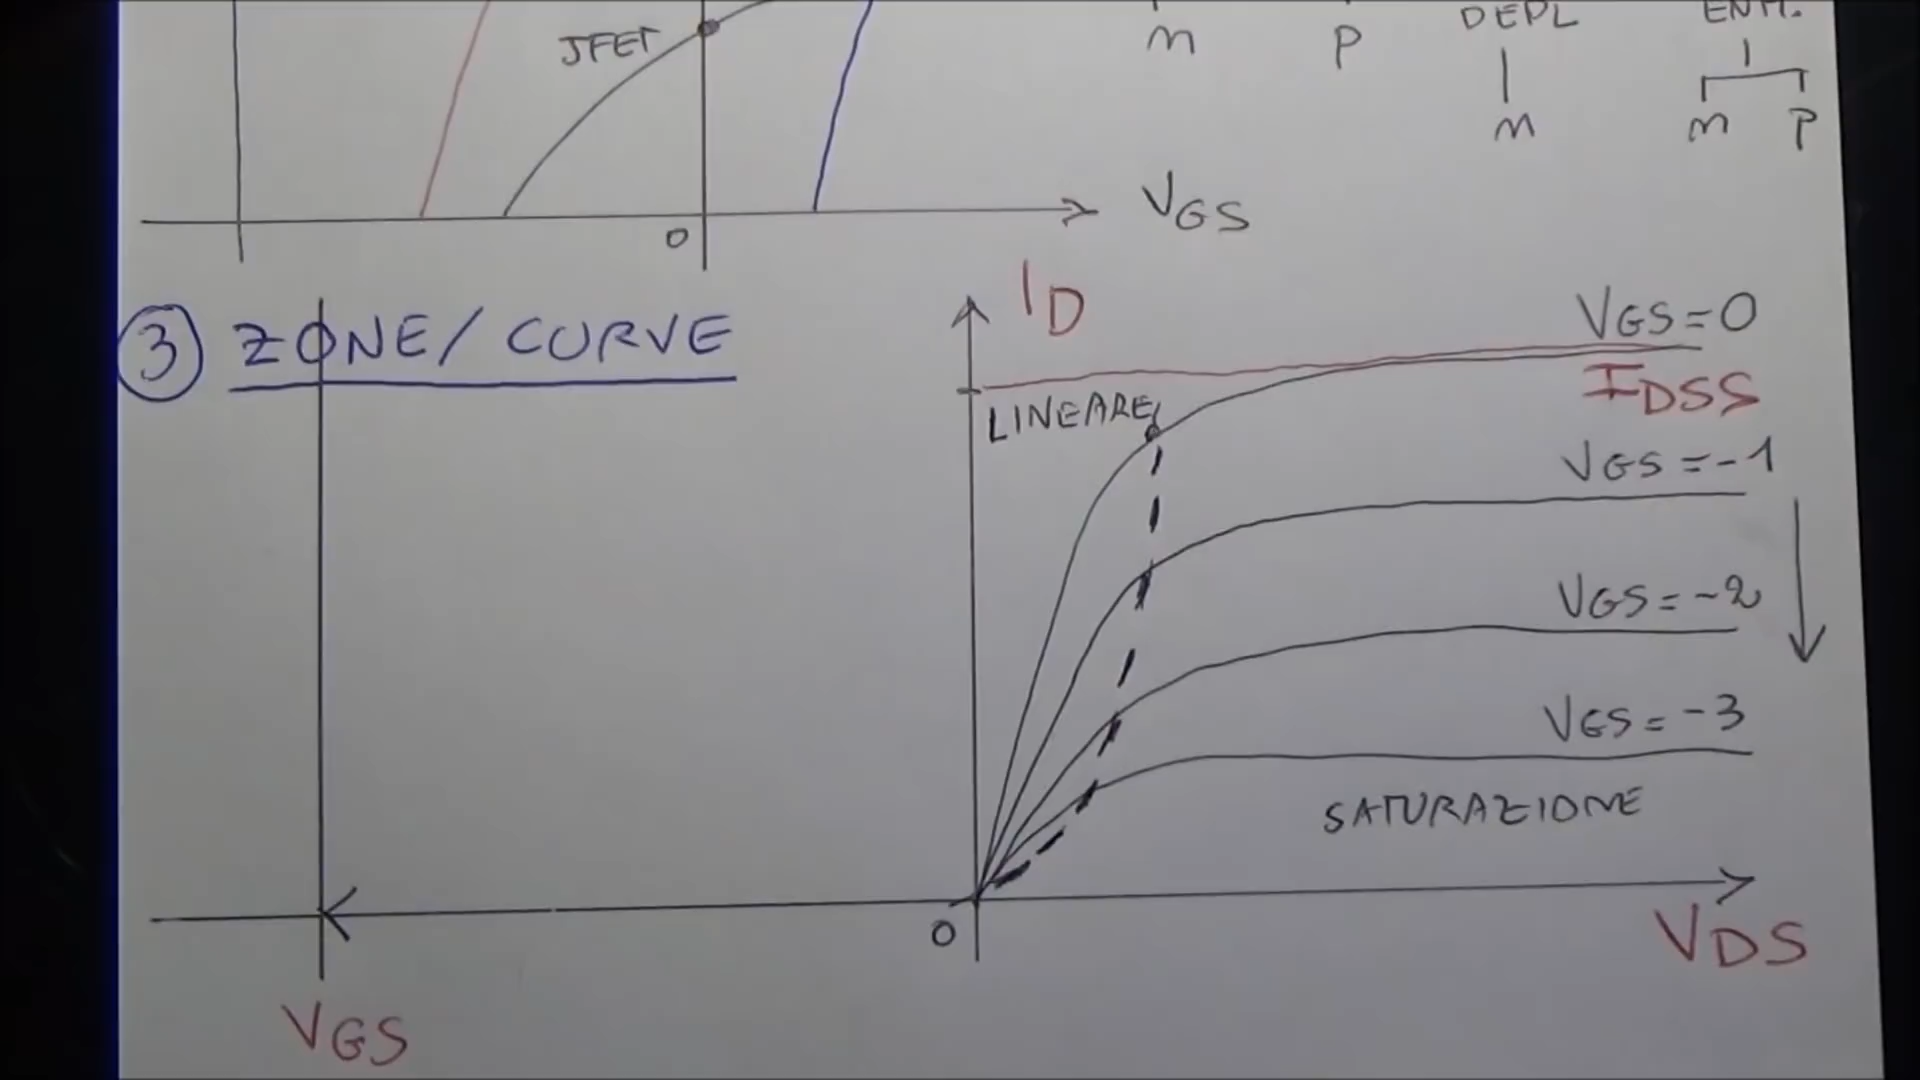 DEPL
ENH.
JFET
m
P
m
m
P
VGS
0
ID
3 ZONE/ CURVE
VGS=0
IDSS
LINEARE
VGS=-1
VGS=-2
VGS=-3
SATURAZIONE
0
VDS
VGS